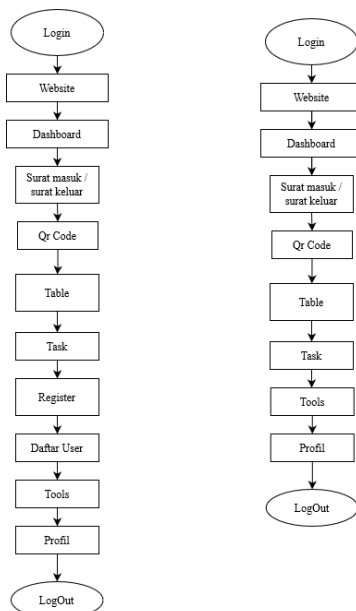 Login
Website
Dashboard
Surat masuk /
surat keluar
Qr Code
Table
Task
Register
Daftar User
Tools
Profil
LogOut
Login
Website
Dashboard
Surat masuk /
surat keluar
Qr Code
Table
Task
Tools
Profil
LogOut